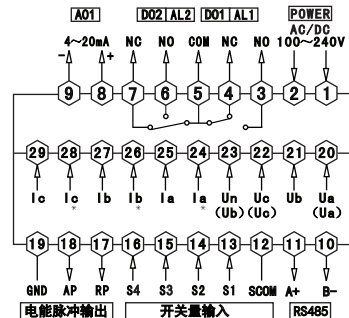 AO1 DO2 AL2 DO1 AL1 POWER
AC/DC
4~20mA NC NO COM NC NO 100~240V
- +
9 8 7 6 5 4 3 2 1
29 28 27 26 25 24 23 22 21 20
Ic Ic Ib Ib Ia Ia Un Uc Ub Ua
* * * (Ub) (Uc) (Ua)
19 18 17 16 15 14 13 12 11 10
GND AP RP S4 S3 S2 S1 SCOM A+ B-
电能脉冲输出 开关量输入 RS485